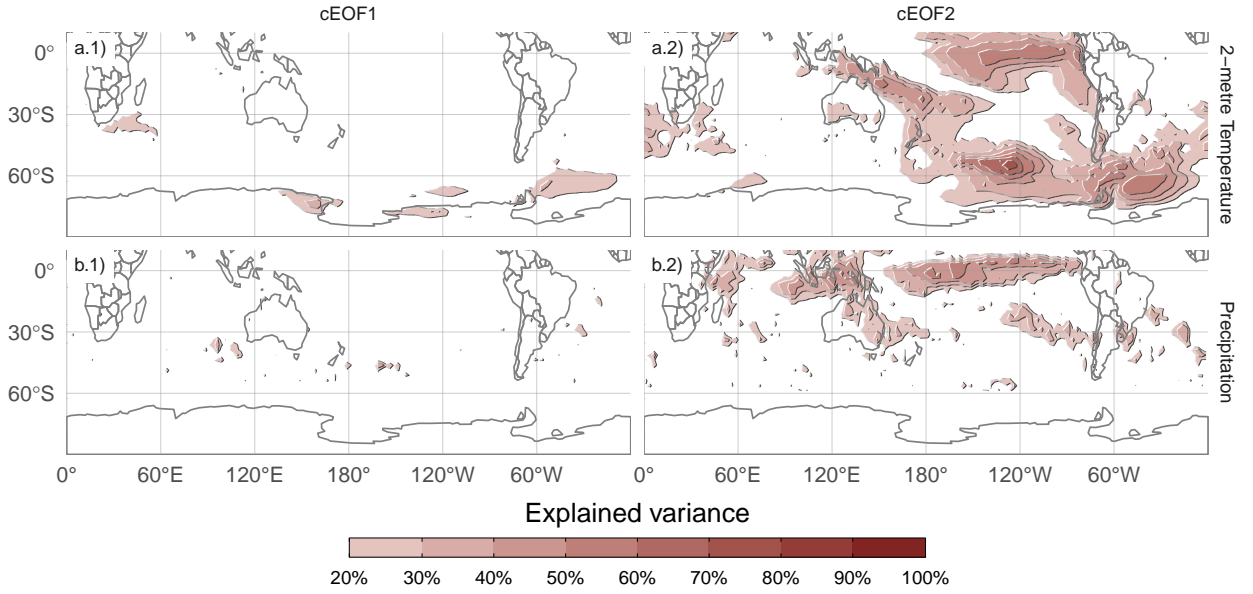 cEOF1 cEOF2
a.1) a.2)
0°
30°S
60°S
2−metre Temperature
b.1) b.2)
0°
30°S
60°S
Precipitation
0° 60°E 120°E 180° 120°W 60°W 0° 60°E 120°E 180° 120°W 60°W
Explained variance
20% 30% 40% 50% 60% 70% 80% 90% 100%